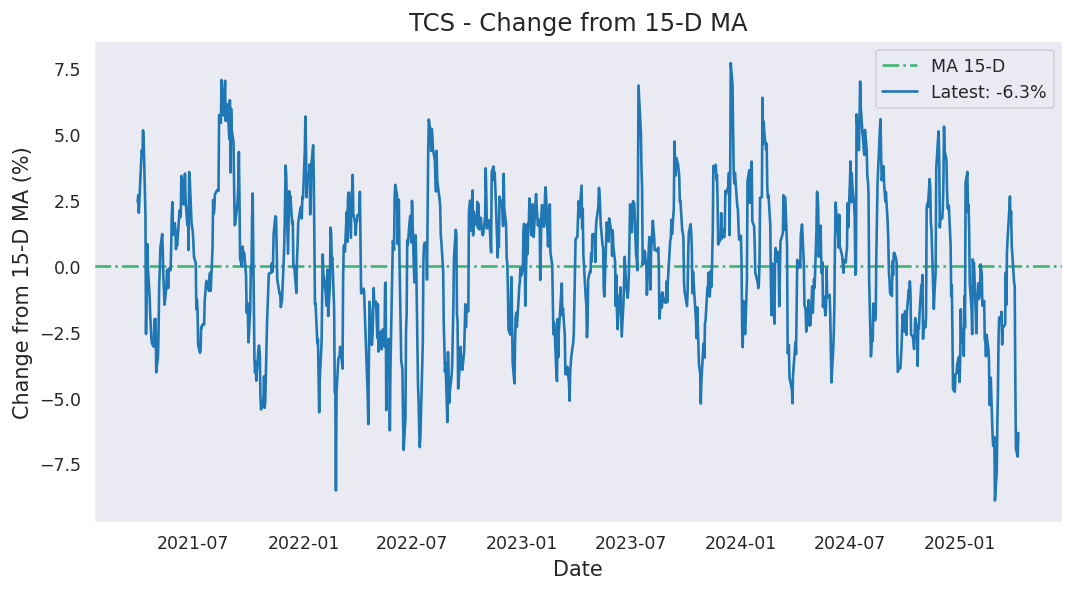 TCS - Change from 15-D MA
MA 15-D
Latest: -6.3%
Change from 15-D MA (%)
7.5
5.0
2.5
0.0
−2.5
−5.0
−7.5
2021-07 2022-01 2022-07 2023-01 2023-07 2024-01 2024-07 2025-01
Date